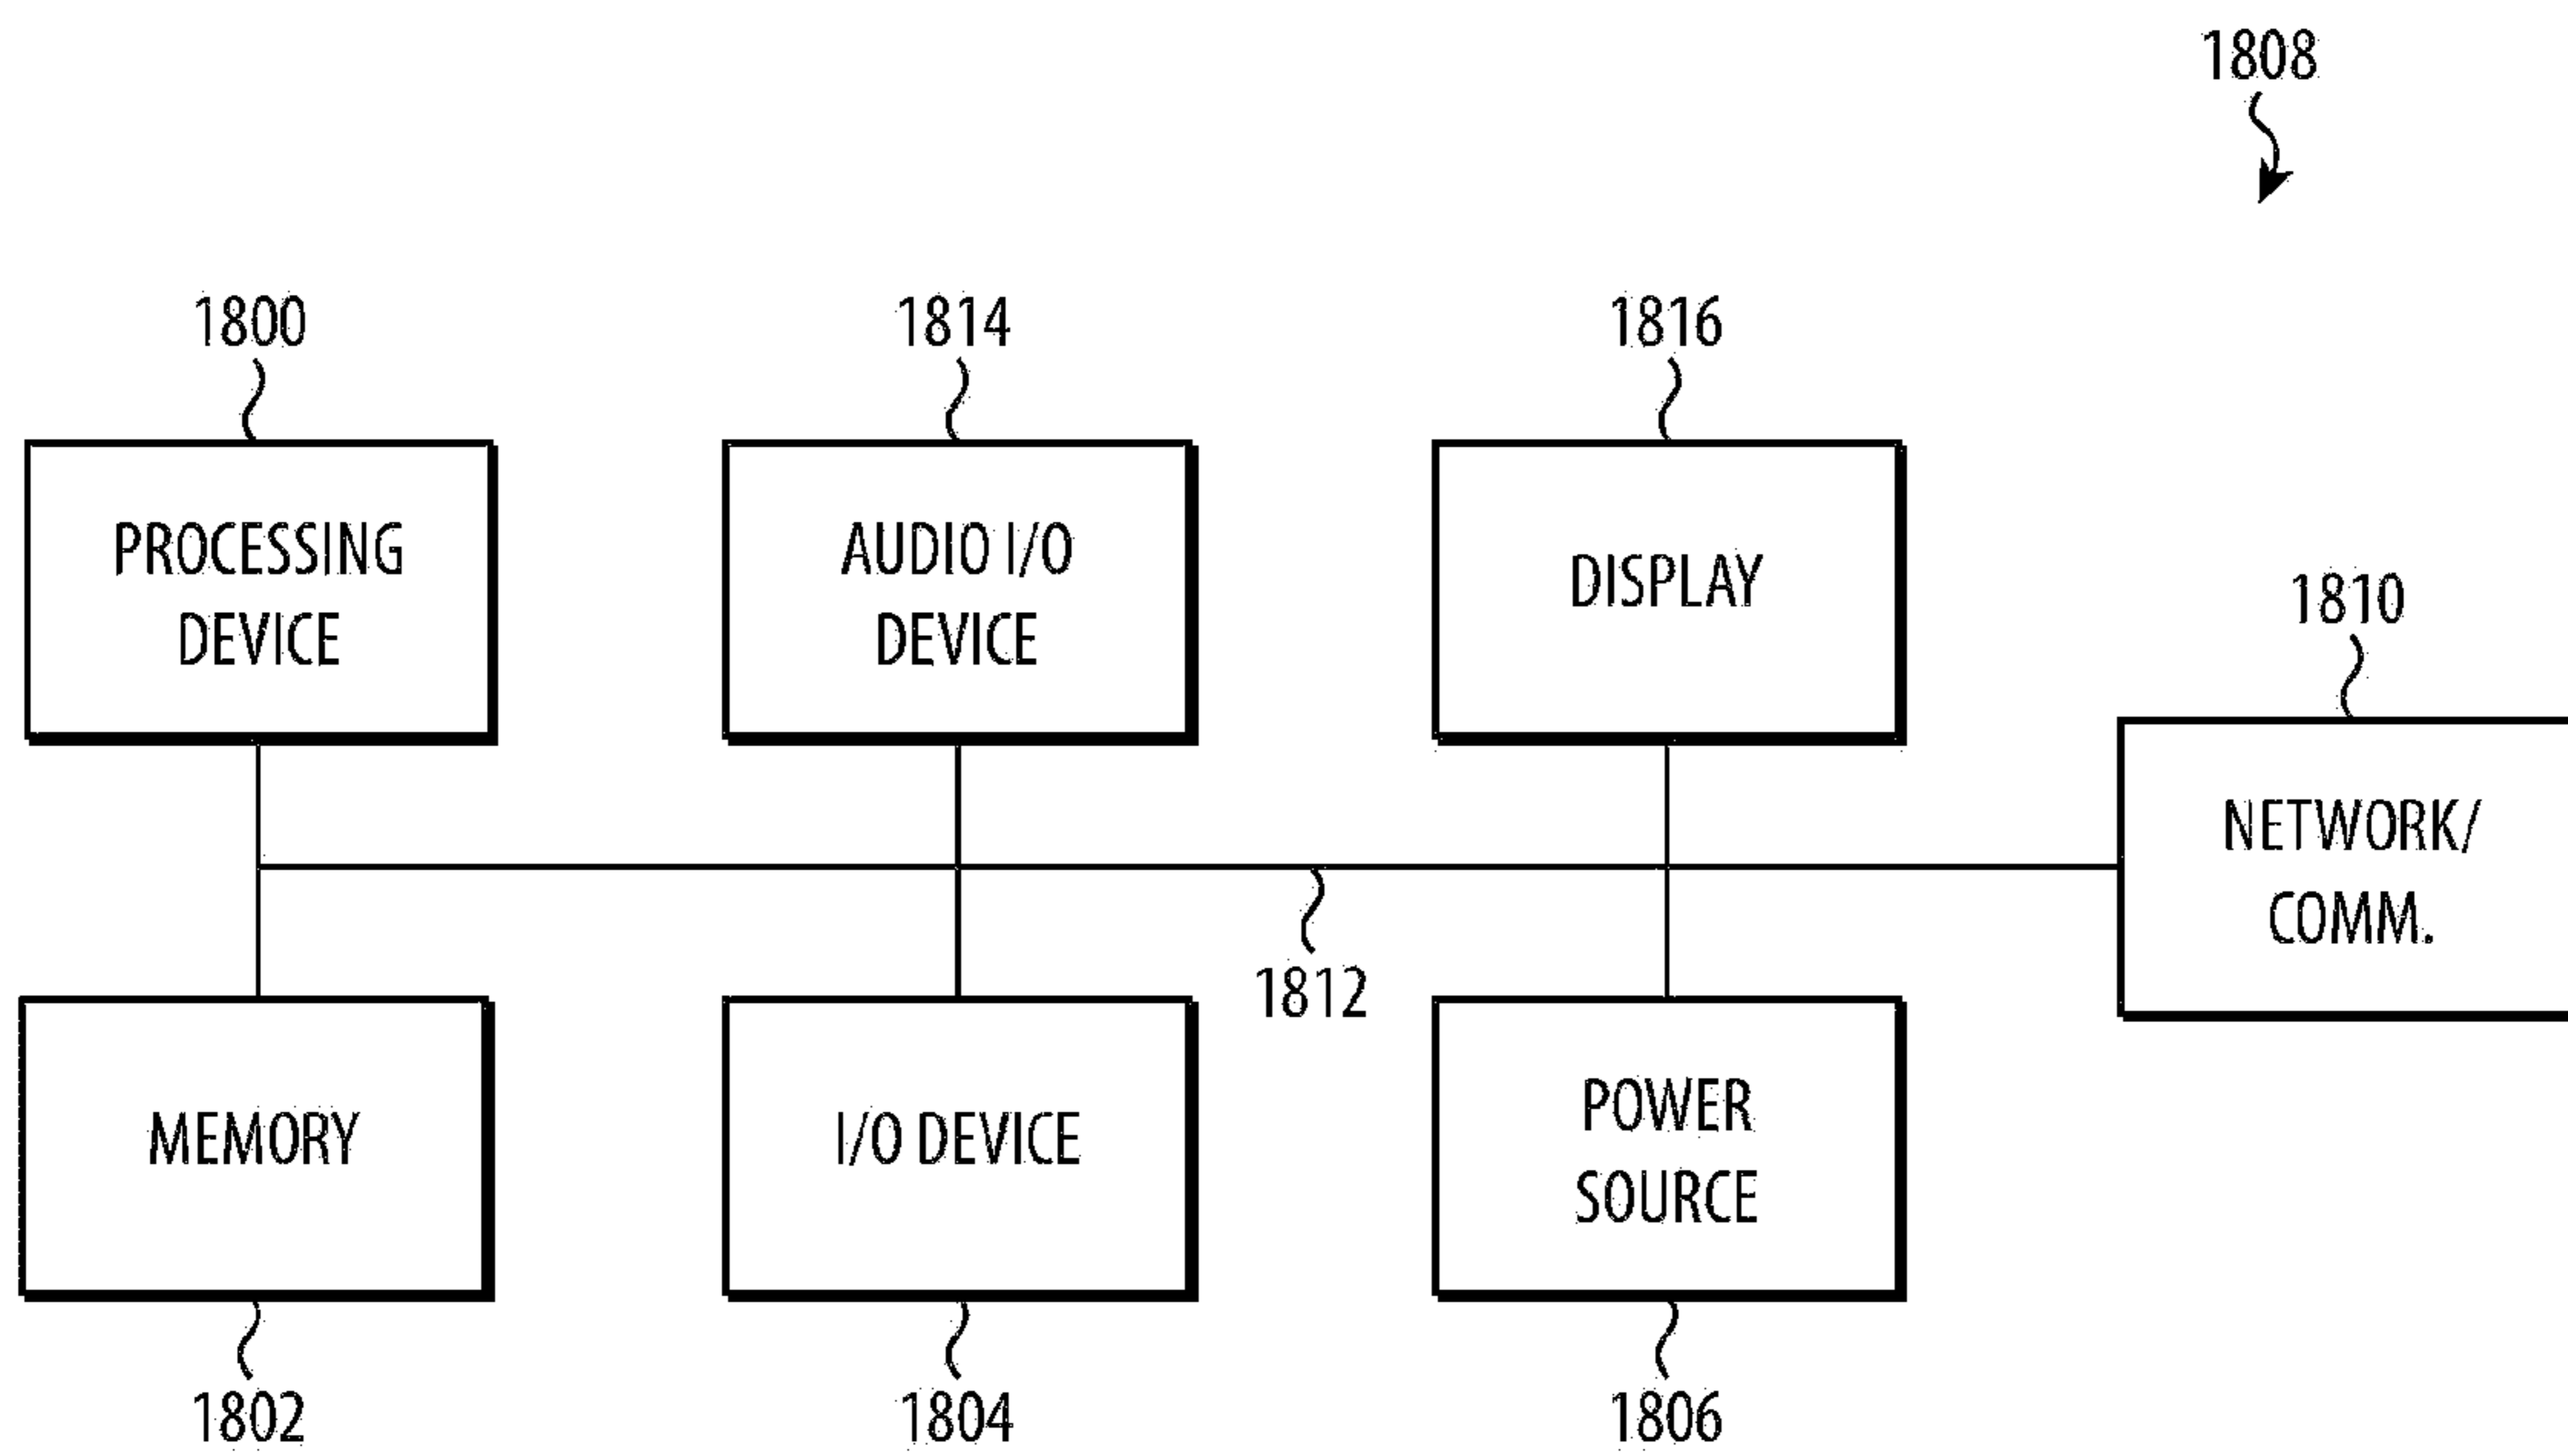 1808
1800
1814
1816
PROCESSING
DEVICE
AUDIO I/O
DEVICE
DISPLAY
1810
NETWORK/
COMM.
1812
MEMORY
I/O DEVICE
POWER
SOURCE
1802
1804
1806